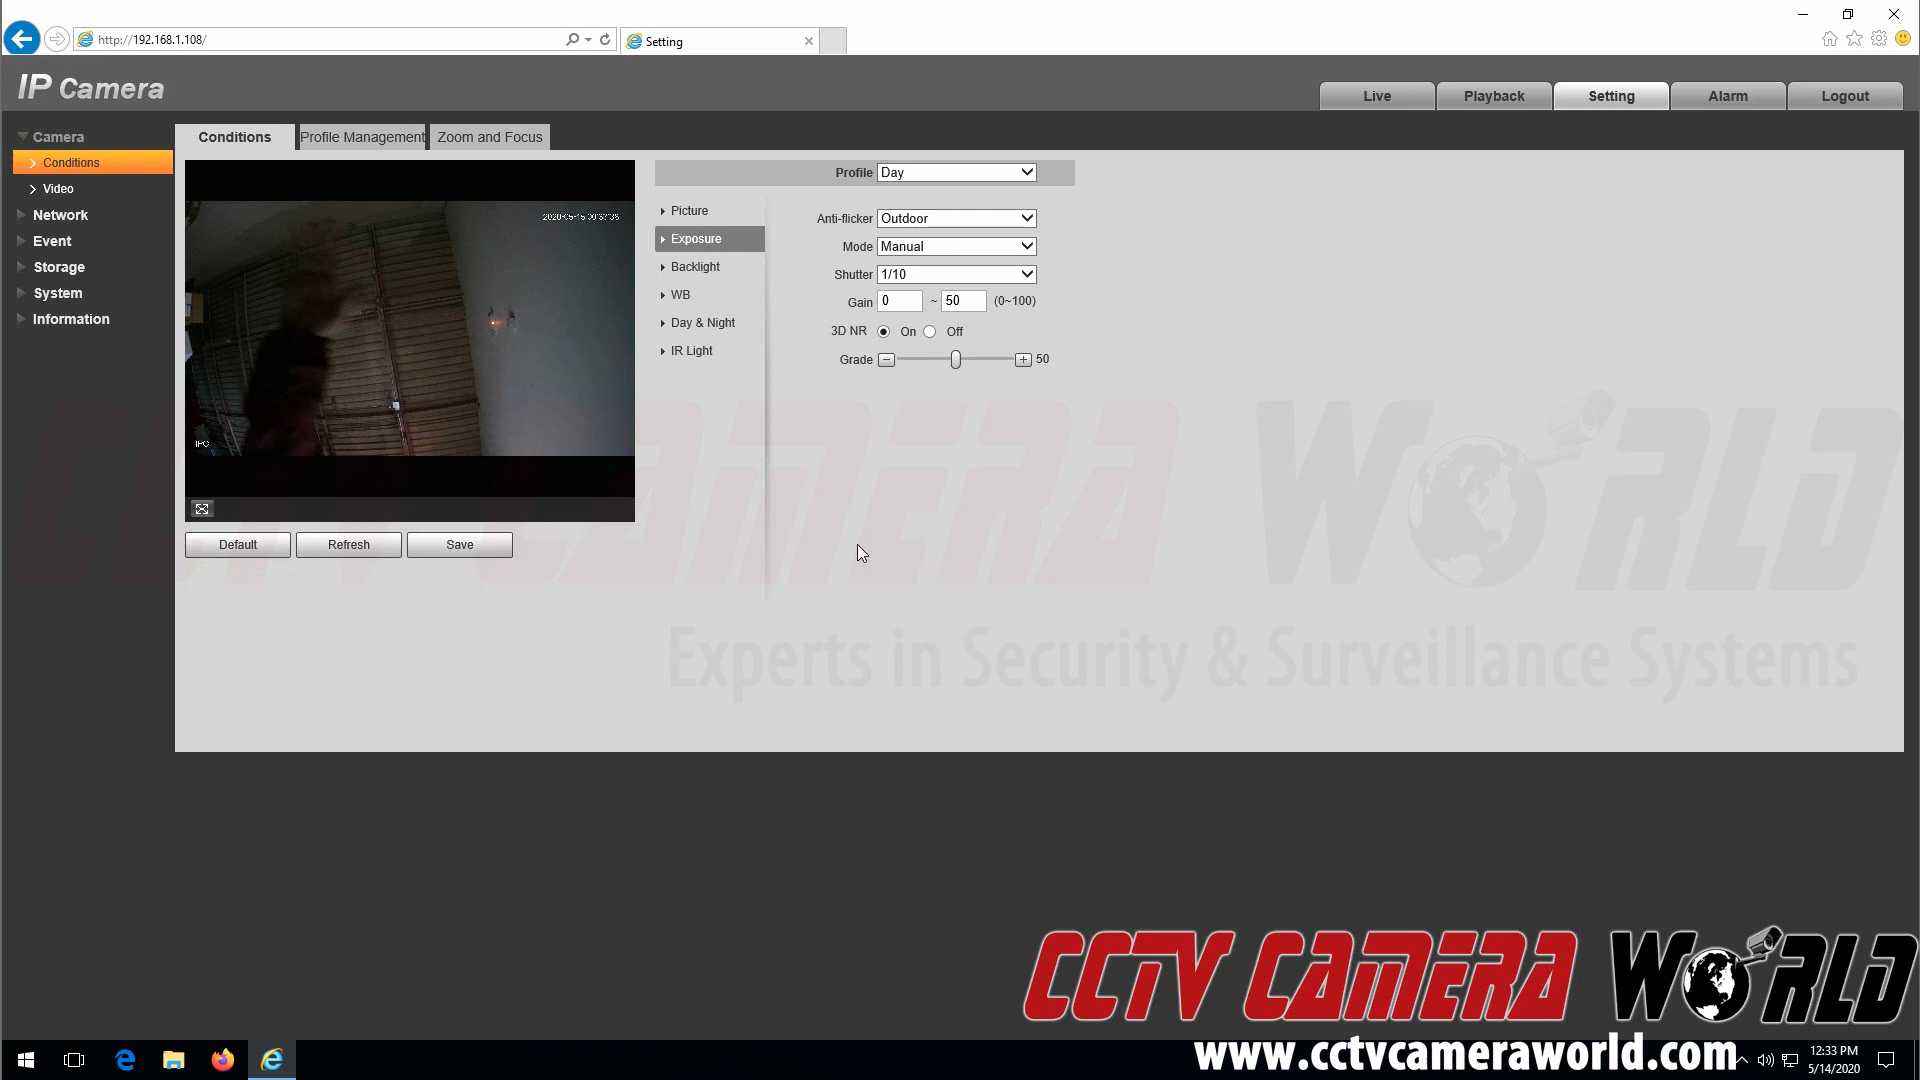 http://192.168.1.108/
Setting
IP Camera
Live Playback Setting Alarm Logout
Camera
Conditions
Video
Network
Event
Storage
System
Information
Conditions Profile Management Zoom and Focus
IPC
Default Refresh Save
Profile Day
Picture
Exposure
Backlight
WB
Day & Night
IR Light
Anti-flicker Outdoor
Mode Manual
Shutter 1/10
Gain 0 ~ 50 (0~100)
3D NR On Off
Grade 50
CCTV CAMERA WORLD
Experts in Security & Surveillance Systems
CCTV CAMERA WORLD
www.cctvcameraworld.com
12:33 PM
5/14/2020